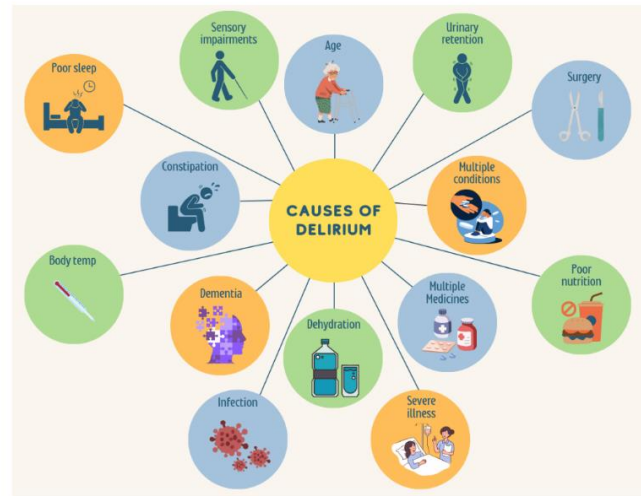 Sensory
impairments
Age
Urinary
retention
Poor sleep
Surgery
Constipation
Multiple
conditions
CAUSES OF
DELIRIUM
Body temp
Poor
nutrition
Dementia
Multiple
Medicines
Dehydration
Infection
Severe
illness